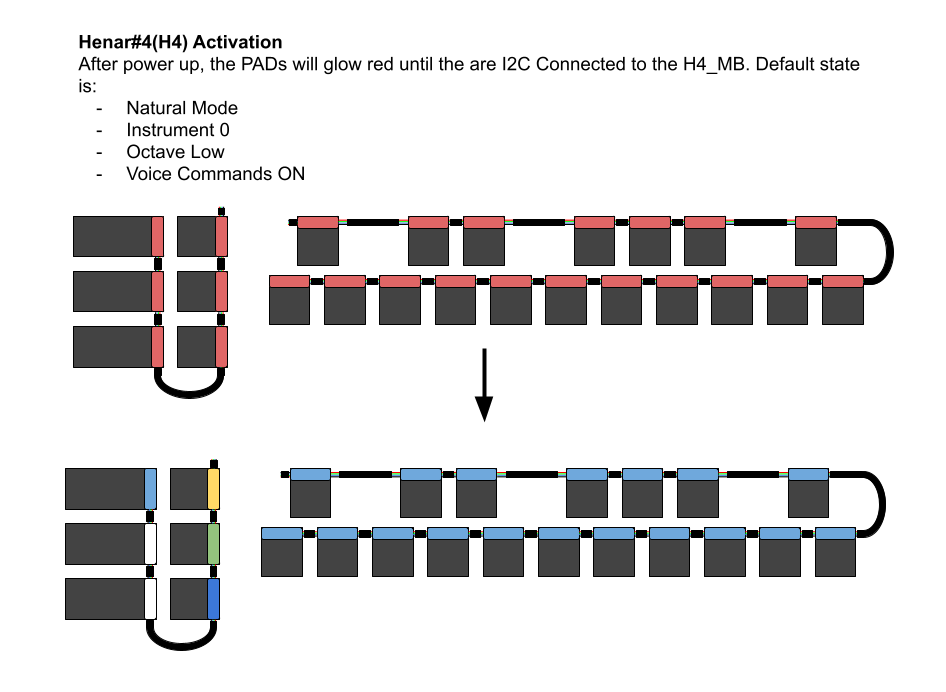 Henar#4(H4) Activation
After power up, the PADs will glow red until the are I2C Connected to the H4_MB. Default state
is:
- Natural Mode
- Instrument 0
- Octave Low
- Voice Commands ON